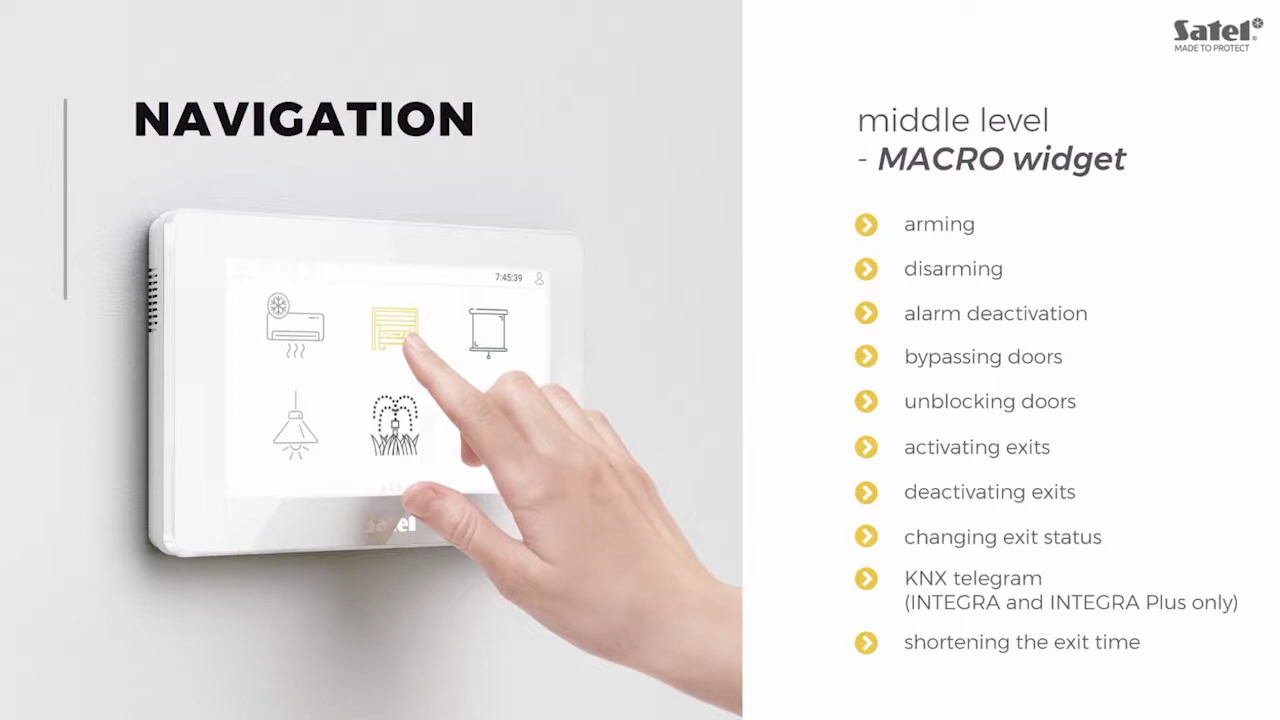 Satel
MADE TO PROTECT
NAVIGATION
middle level
- MACRO widget
7:45:39
arming
disarming
alarm deactivation
bypassing doors
unblocking doors
activating exits
deactivating exits
changing exit status
KNX telegram
(INTEGRA and INTEGRA Plus only)
shortening the exit time
Satel